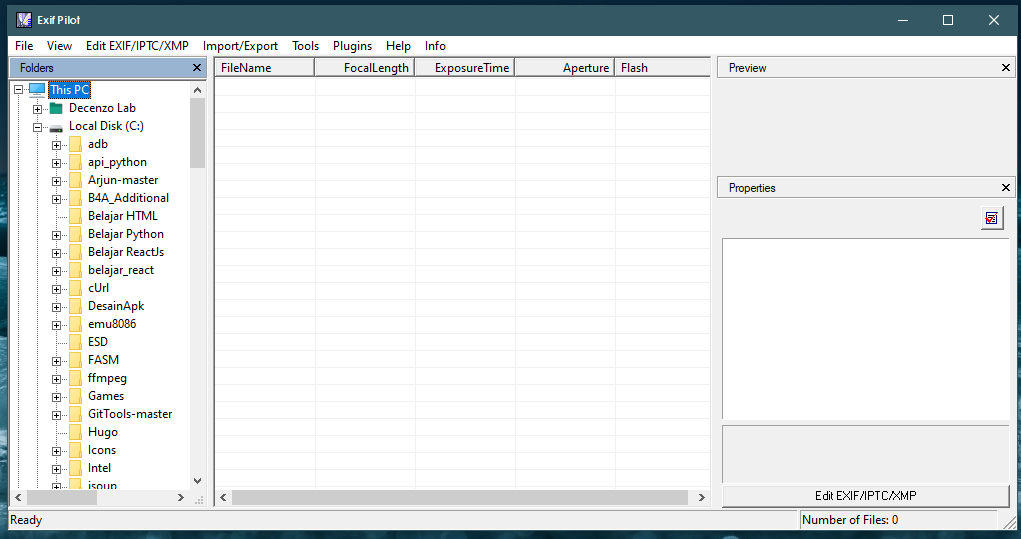 Exif Pilot
File View Edit EXIF/IPTC/XMP Import/Export Tools Plugins Help Info
Folders
This PC
Decenzo Lab
Local Disk (C:)
adb
api_python
Arjun-master
B4A_Additional
Belajar HTML
Belajar Python
Belajar ReactJs
belajar_react
cUrl
DesainApk
emu8086
ESD
FASM
ffmpeg
Games
GitTools-master
Hugo
Icons
Intel
jsoup
FileName FocalLength ExposureTime Aperture Flash
Preview
Properties
Edit EXIF/IPTC/XMP
Ready
Number of Files: 0